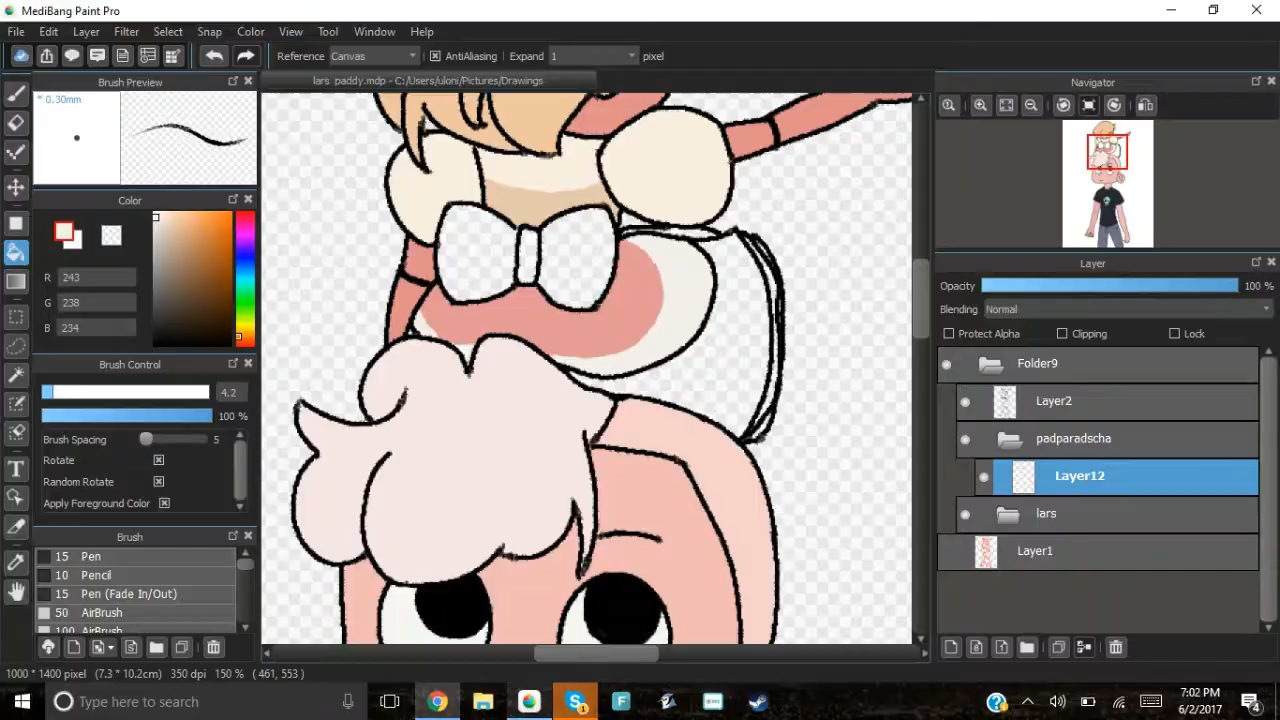 MediBang Paint Pro
File Edit Layer Filter Select Snap Color View Tool Window Help
Reference Canvas AntiAliasing Expand 1 pixel
Brush Preview
lars paddy.mdp - C:/Users/uloni/Pictures/Drawings
Navigator
* 0.30mm
Color
R 243
G 238
B 234
Layer
Opacity 100 %
Blending Normal
Protect Alpha Clipping Lock
Brush Control
4.2
100 %
Brush Spacing 5
Rotate
Random Rotate
Apply Foreground Color
Folder9
Layer2
padparadscha
Layer12
lars
Layer1
Brush
15 Pen
10 Pencil
15 Pen (Fade In/Out)
50 AirBrush
100 AirBrush
T
1000 * 1400 pixel (7.3 * 10.2cm) 350 dpi 150 % ( 461, 553 )
Type here to search
S 1
F
7:02 PM
6/2/2017
4